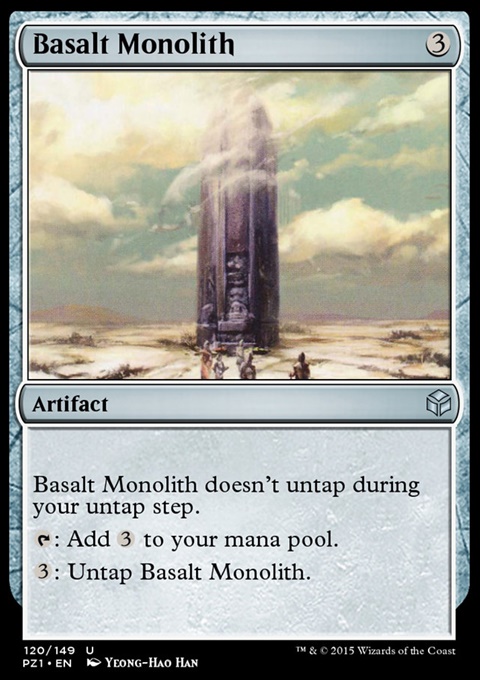 Basalt Monolith 3
Artifact
Basalt Monolith doesn't untap during
your untap step.
: Add 3 to your mana pool.
3: Untap Basalt Monolith.
120/149 U
PZ1 • EN Yeong-Hao Han
™ & © 2015 Wizards of the Coast